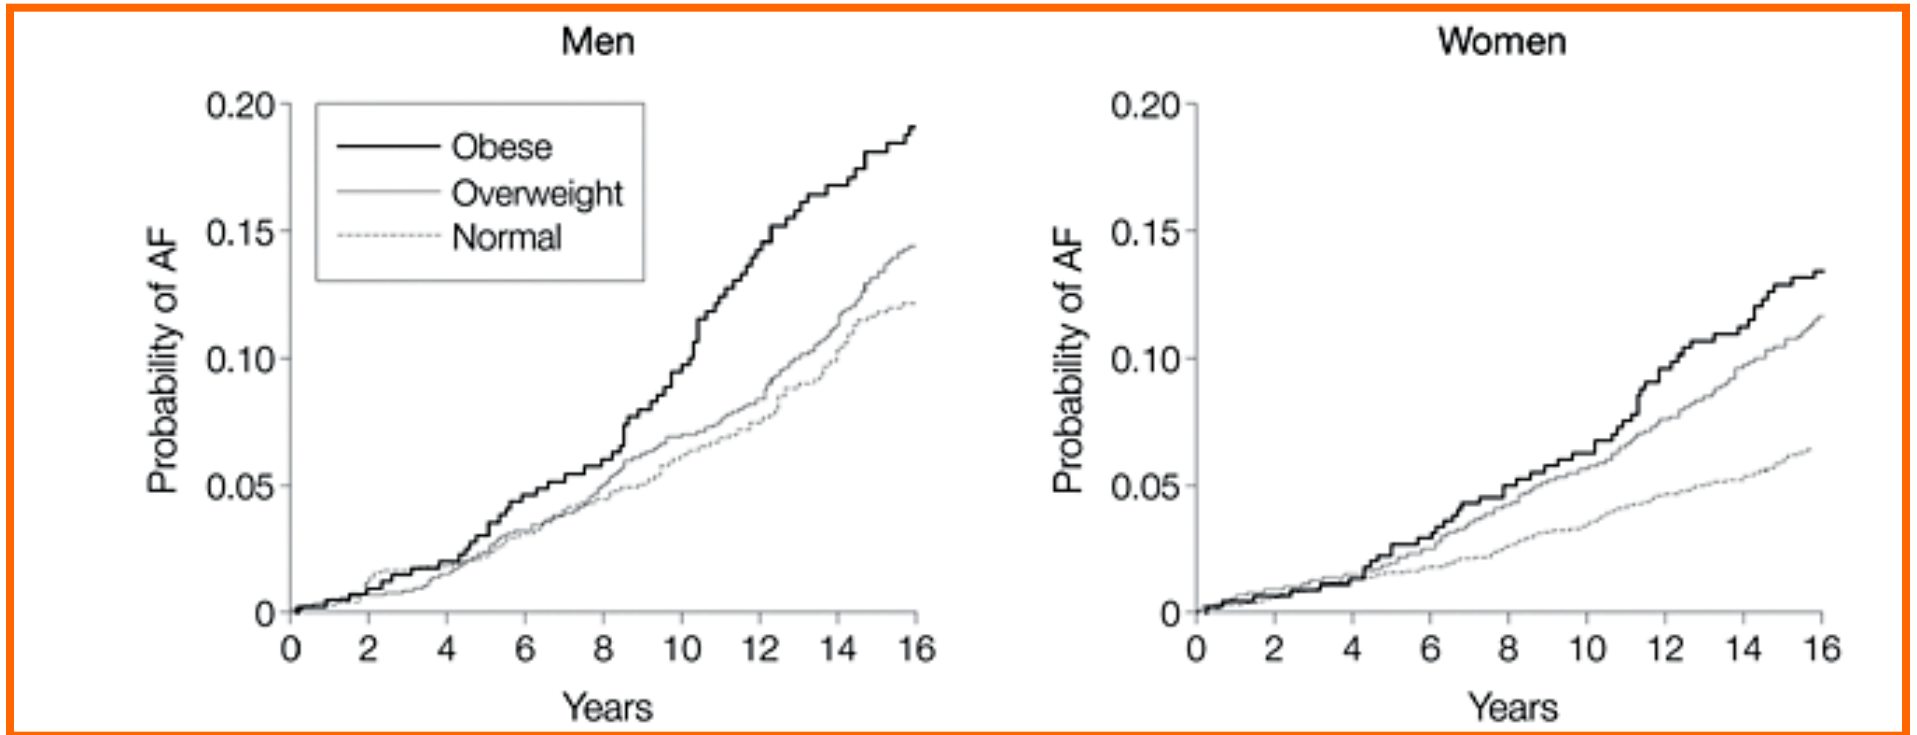 Men
0.20
0.15
0.10
0.05
0
Probability of AF
Obese
Overweight
Normal
0 2 4 6 8 10 12 14 16
Years
Women
0.20
0.15
0.10
0.05
0
Probability of AF
0 2 4 6 8 10 12 14 16
Years